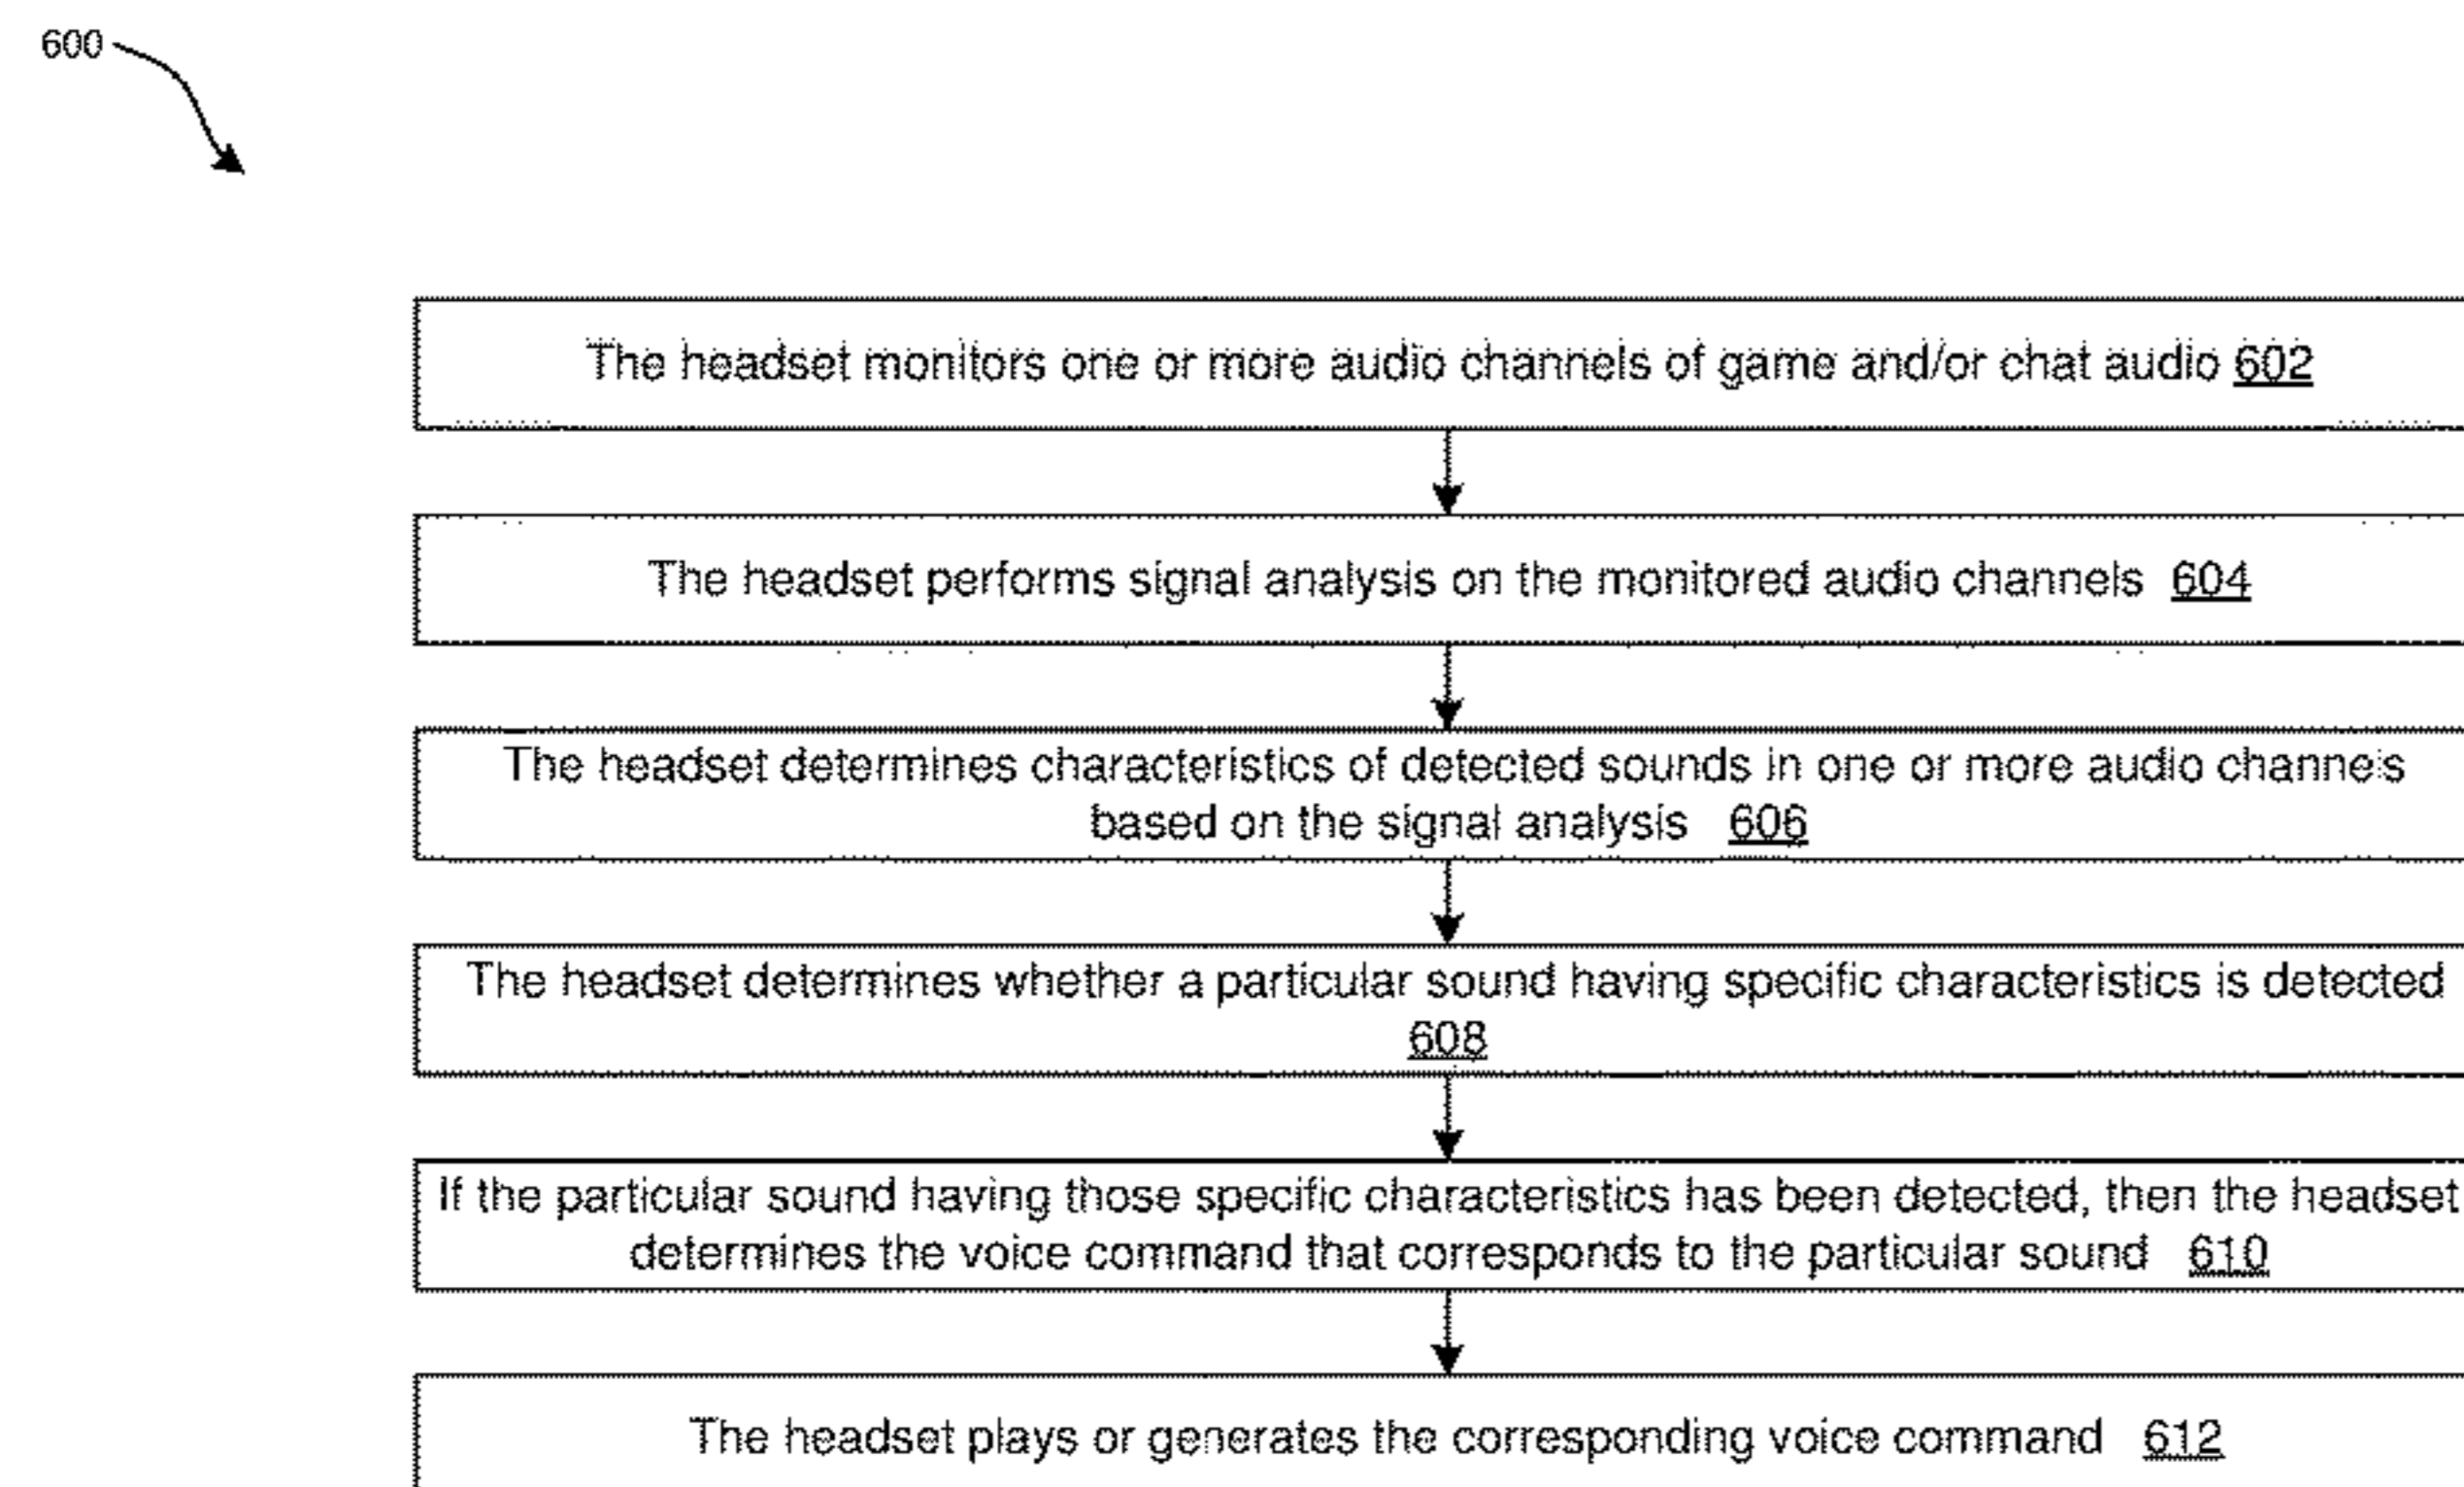 600
The headset monitors one or more audio channels of game and/or chat audio 602
The headset performs signal analysis on the monitored audio channels 604
The headset determines characteristics of detected sounds in one or more audio channels
based on the signal analysis 606
The headset determines whether a particular sound having specific characteristics is detected
608
If the particular sound having those specific characteristics has been detected, then the headset
determines the voice command that corresponds to the particular sound 610
The headset plays or generates the corresponding voice command 612